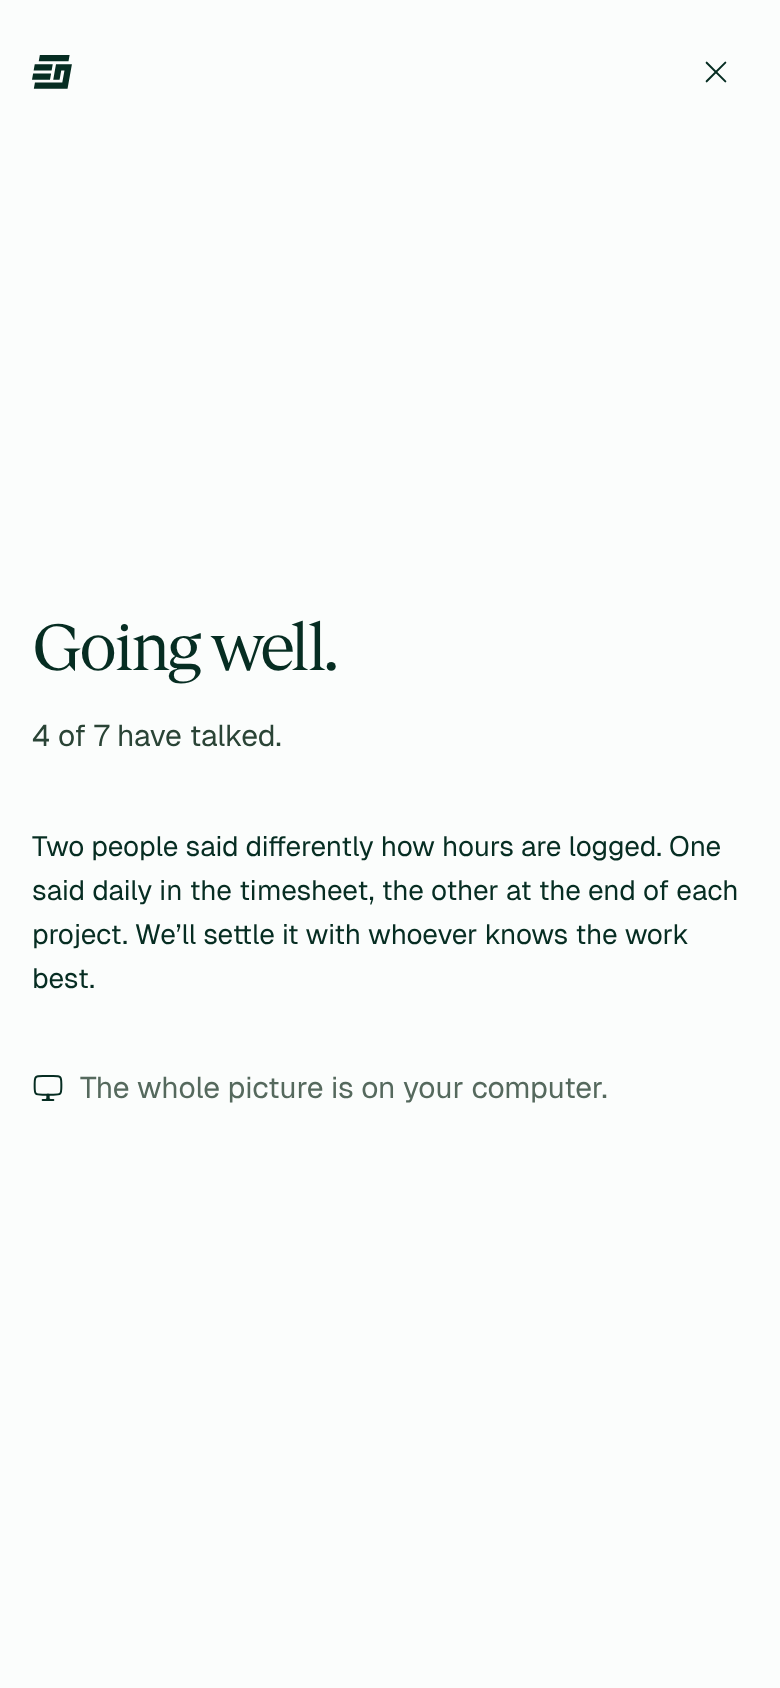 Going well.
4 of 7 have talked.
Two people said differently how hours are logged. One
said daily in the timesheet, the other at the end of each
project. We’ll settle it with whoever knows the work
best.
The whole picture is on your computer.